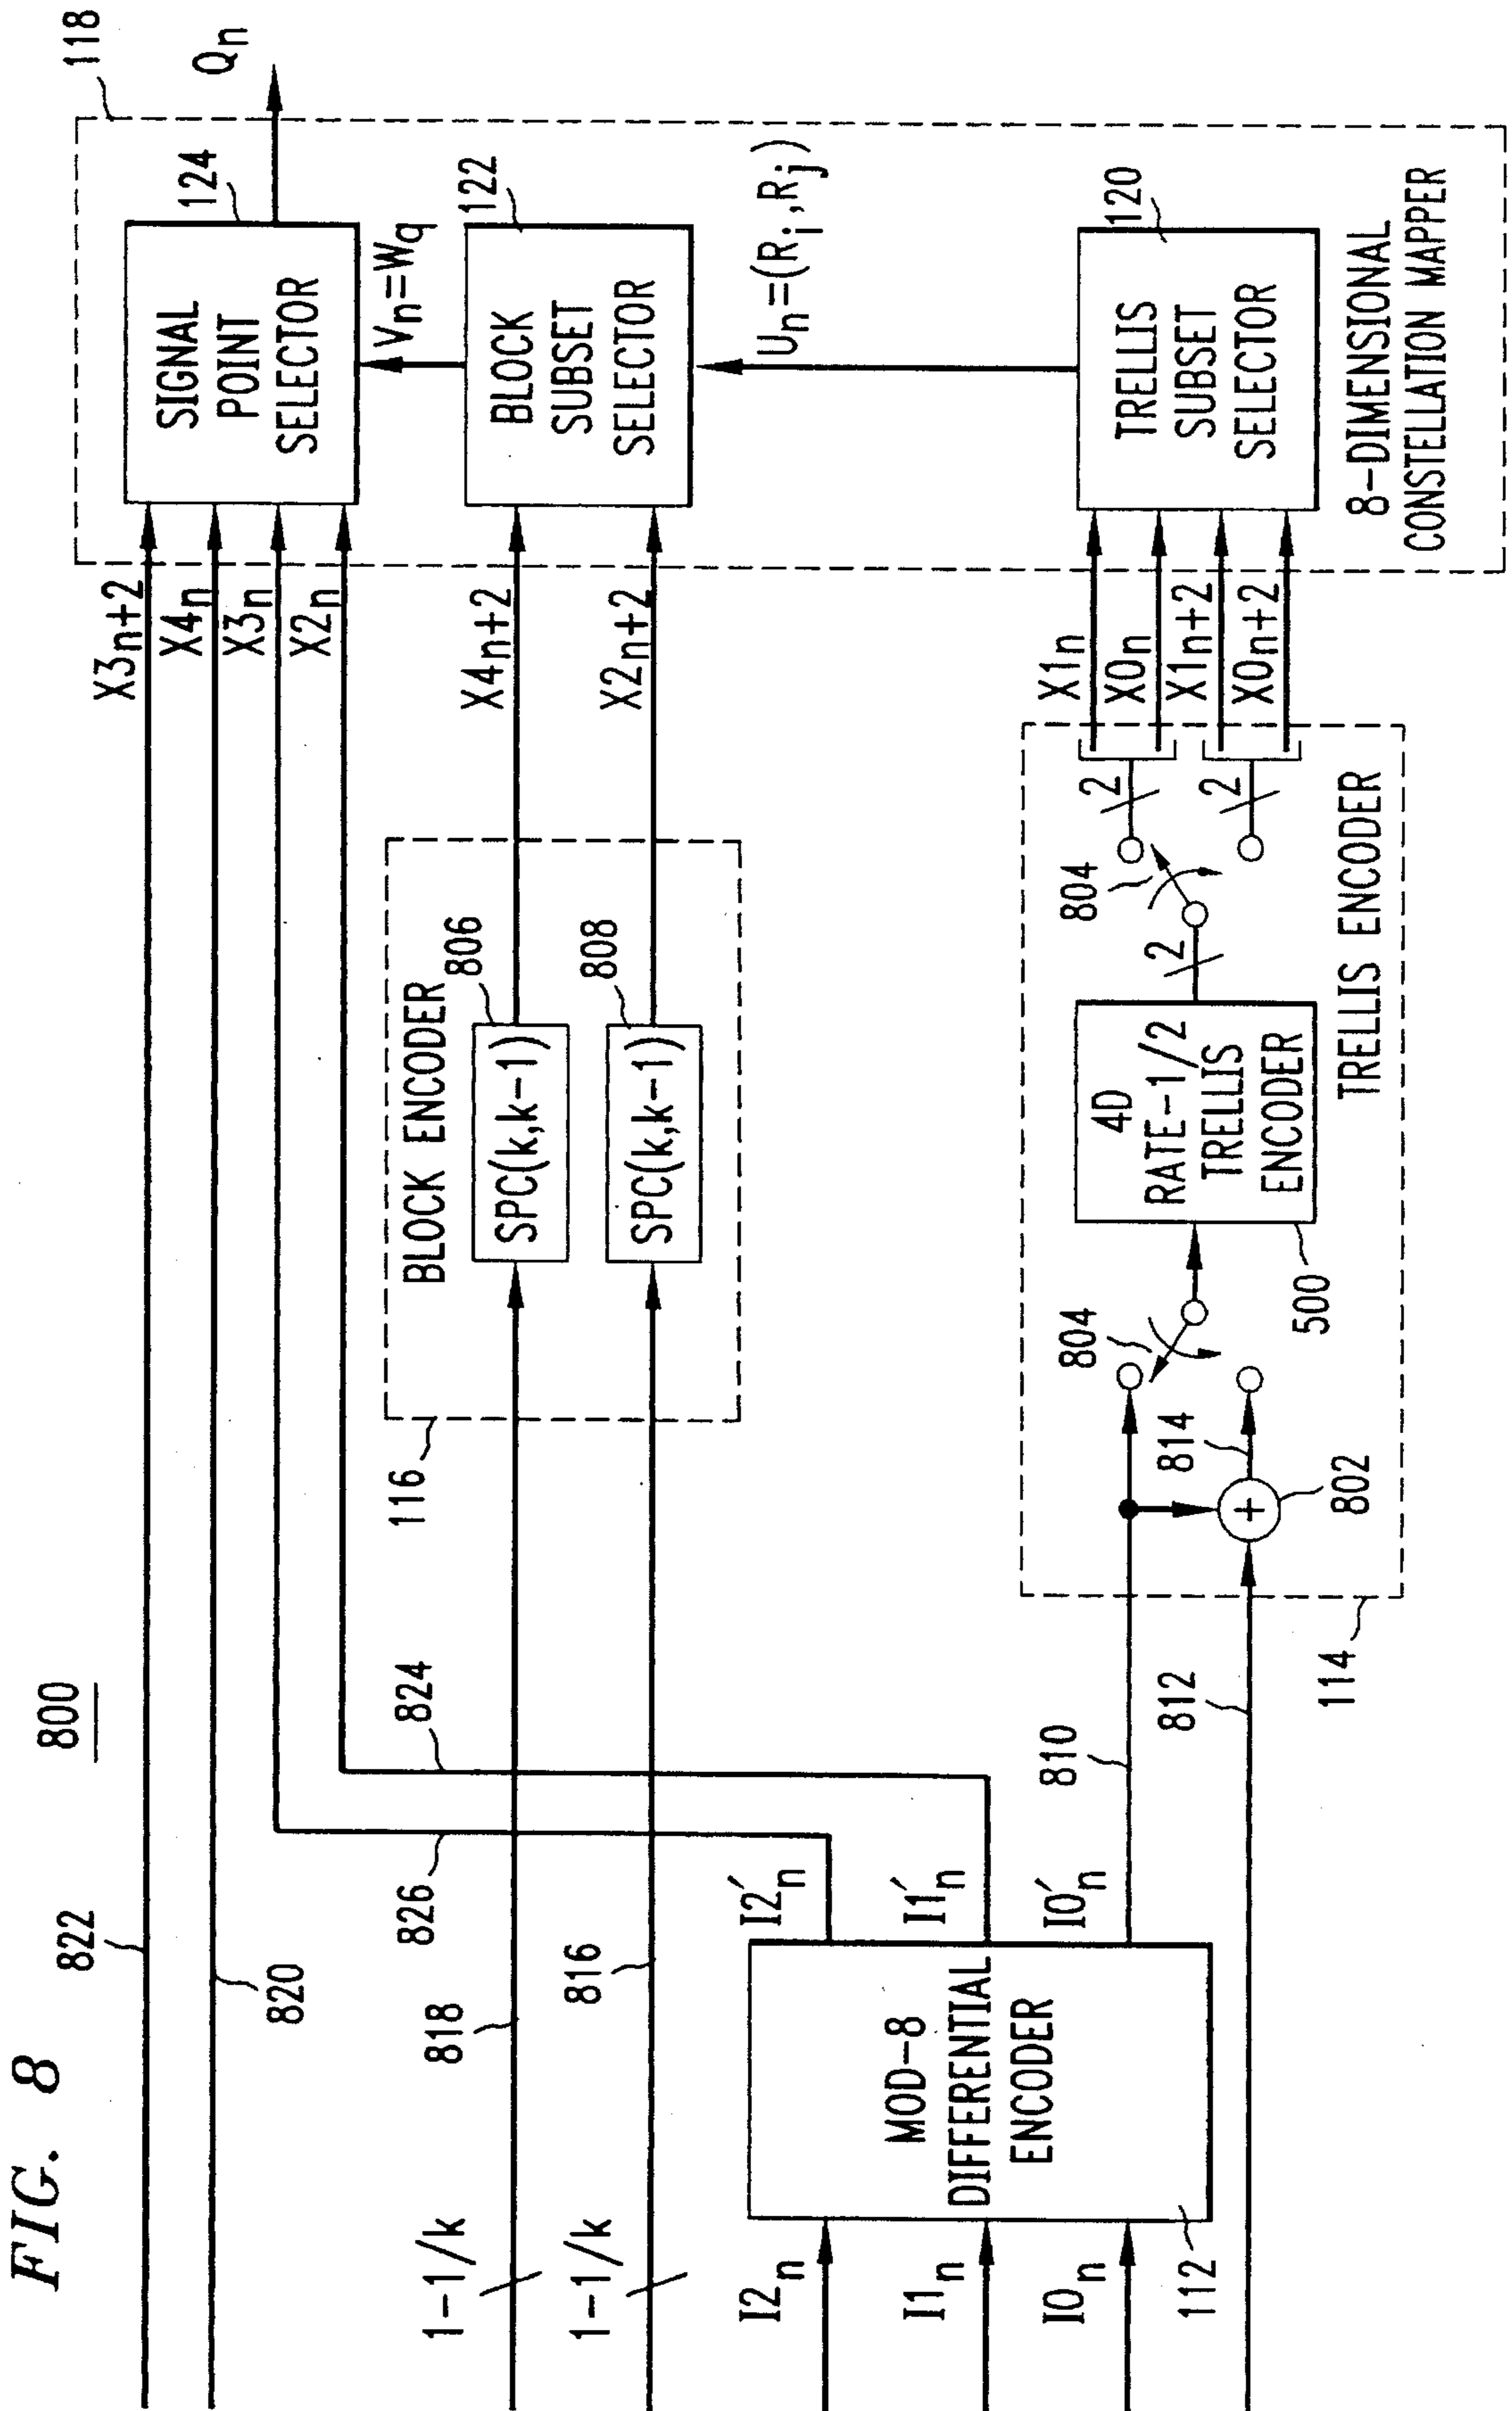 FIG. 8
800
822
820
818
816
826
824
1-1/k
1-1/k
I2n
I1n
I0n
112
MOD-8
DIFFERENTIAL
ENCODER
I2'n
I1'n
I0'n
810
812
114
116
BLOCK ENCODER
SPC(k,k-1)
806
SPC(k,k-1)
808
802
+
814
804
500
4D
RATE-1/2
TRELLIS
ENCODER
2
804
2
2
TRELLIS ENCODER
X3n+2
X4n
X3n
X2n
X4n+2
X2n+2
X1n
X0n
X1n+2
X0n+2
SIGNAL
POINT
SELECTOR
124
Vn=Wq
BLOCK
SUBSET
SELECTOR
122
Un=(Ri,Rj)
TRELLIS
SUBSET
SELECTOR
120
8-DIMENSIONAL
CONSTELLATION MAPPER
118
Qn